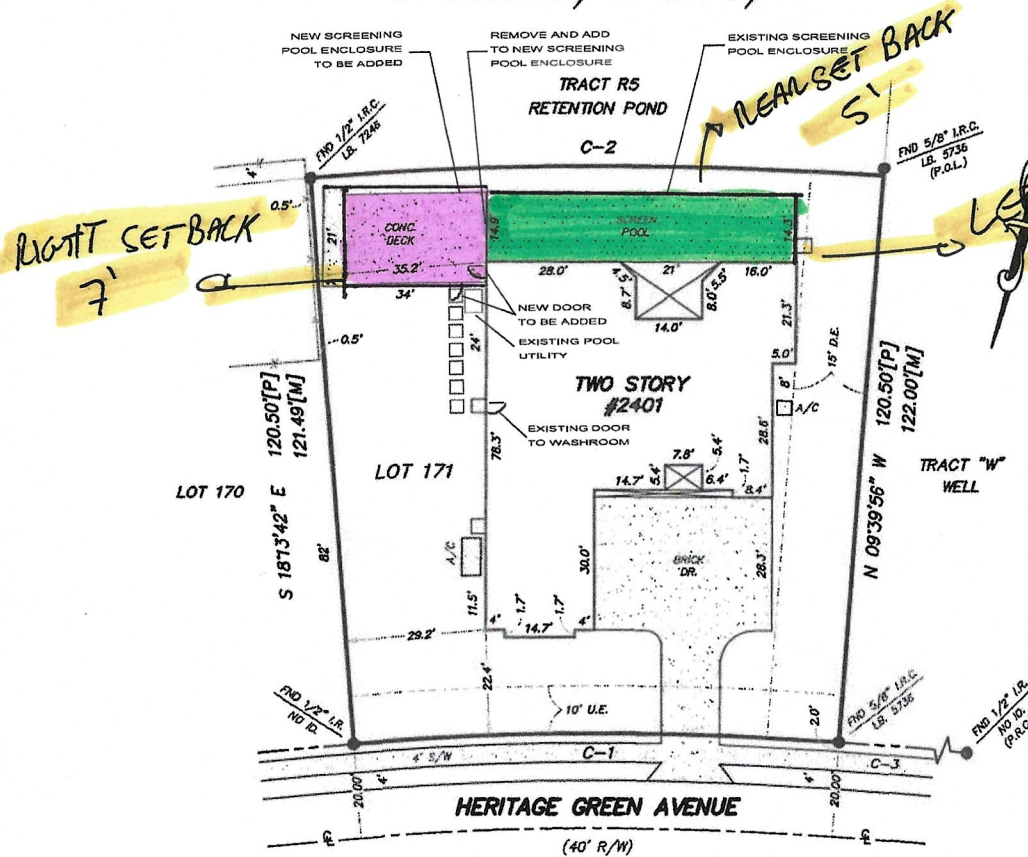 NEW SCREENING
POOL ENCLOSURE
TO BE ADDED
REMOVE AND ADD
TO NEW SCREENING
POOL ENCLOSURE
EXISTING SCREENING
POOL ENCLOSURE
REAR SET BACK
5'
TRACT R5
RETENTION POND
C-2
FND 1/2" I.R.C.
LB. 7246
FND 5/8" I.R.C.
LB. 5736
(P.O.L.)
4'
0.5'
RIGHT SET BACK
7'
21'
CONC.
DECK
35.2'
34'
14.9'
SCREEN
POOL
14.3'
28.0'
4.5'
21'
5.5'
16.0'
8.7'
8.0'
14.0'
NEW DOOR
TO BE ADDED
EXISTING POOL
UTILITY
24'
0.5'
21.3'
5.0'
15' D.E.
8'
A/C
TWO STORY
#2401
EXISTING DOOR
TO WASHROOM
78.3'
28.6'
120.50'[P]
121.49'[M]
S 18°13'42" E
120.50'[P]
122.00'[M]
N 09°39'56" W
LOT 170
LOT 171
TRACT "W"
WELL
7.8'
5.4'
5.4'
1.7'
14.7'
6.4'
8.4'
82'
A/C
30.0'
BRICK
DR.
28.3'
11.5'
4'
1.7'
14.7'
1.7'
4'
29.2'
22.4'
10' U.E.
2.0'
FND 1/2" I.R.
NO ID.
FND 5/8" I.R.C.
LB. 5736
FND 1/2" I.R.
NO ID.
4' S/W
C-1
C-3
20.00'
4'
4'
20.00'
HERITAGE GREEN AVENUE
(40' R/W)